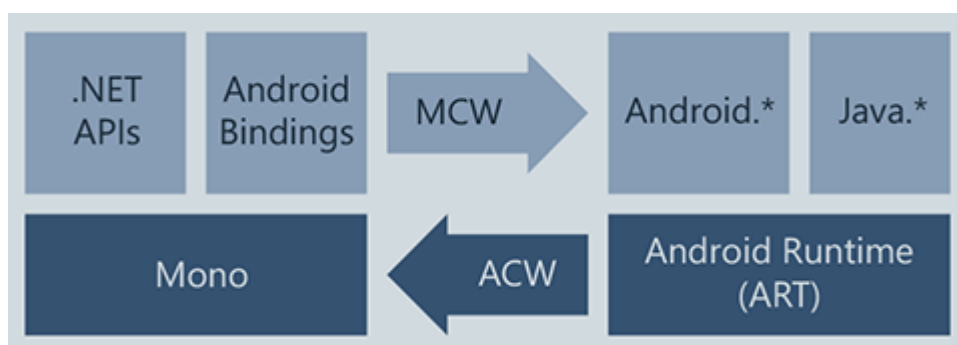 .NET
APIs
Android
Bindings
MCW
Android.*
Java.*
Mono
ACW
Android Runtime
(ART)